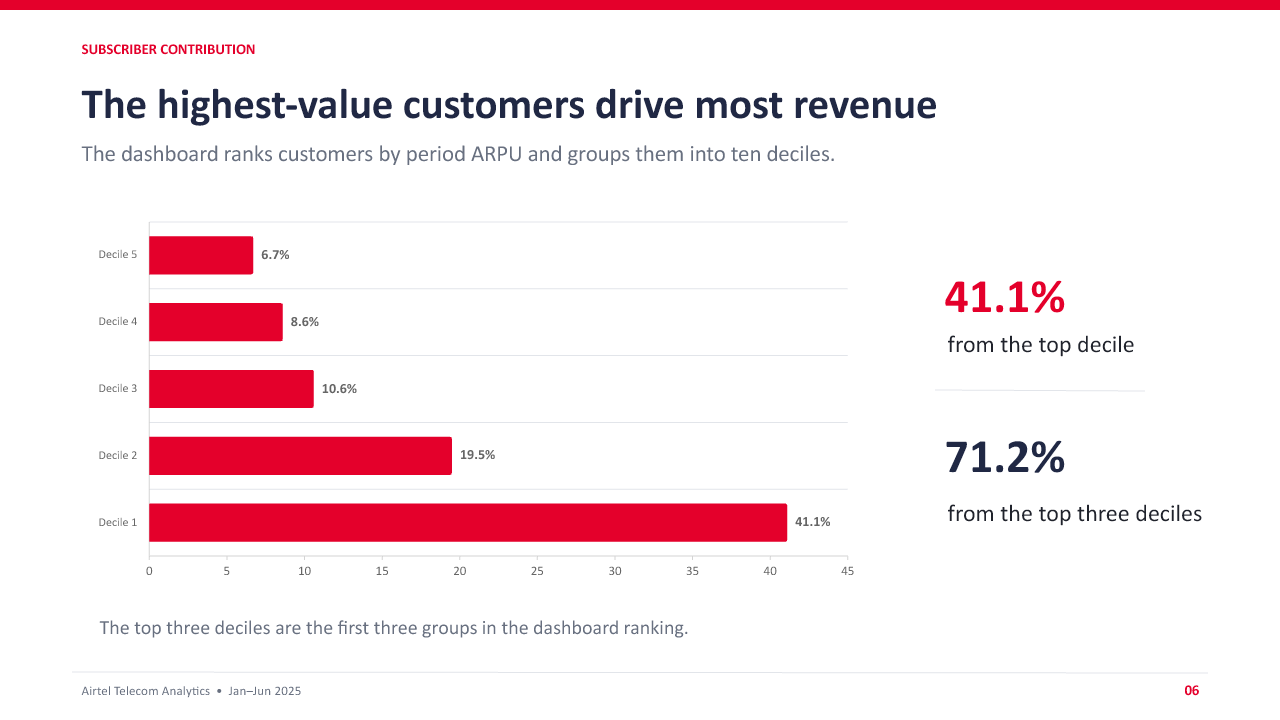 SUBSCRIBER CONTRIBUTION
The highest-value customers drive most revenue
The dashboard ranks customers by period ARPU and groups them into ten deciles.
Decile 5
6.7%
Decile 4
8.6%
Decile 3
10.6%
Decile 2
19.5%
Decile 1
41.1%
0 5 10 15 20 25 30 35 40 45
41.1%
from the top decile
71.2%
from the top three deciles
The top three deciles are the first three groups in the dashboard ranking.
Airtel Telecom Analytics • Jan–Jun 2025
06